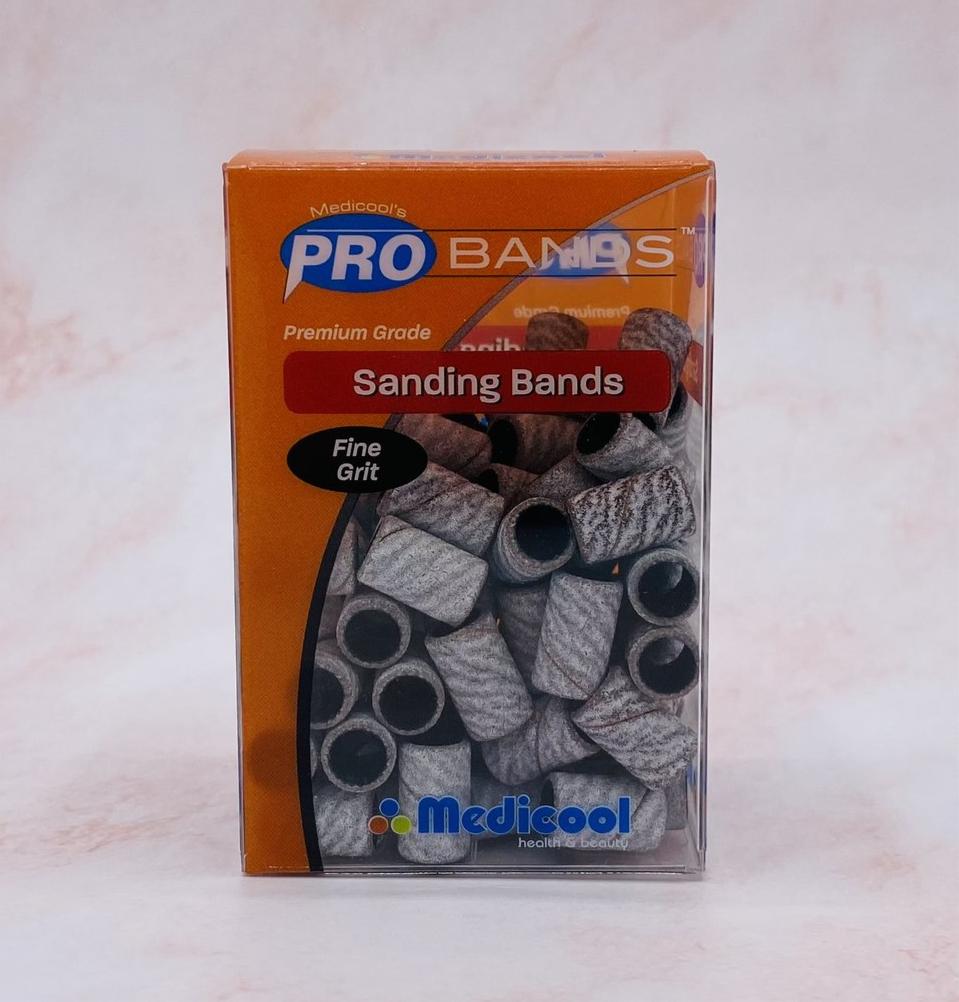 Medicool's
PRO BANDS™
Premium Grade
Sanding Bands
Fine
Grit
Medicool
health & beauty